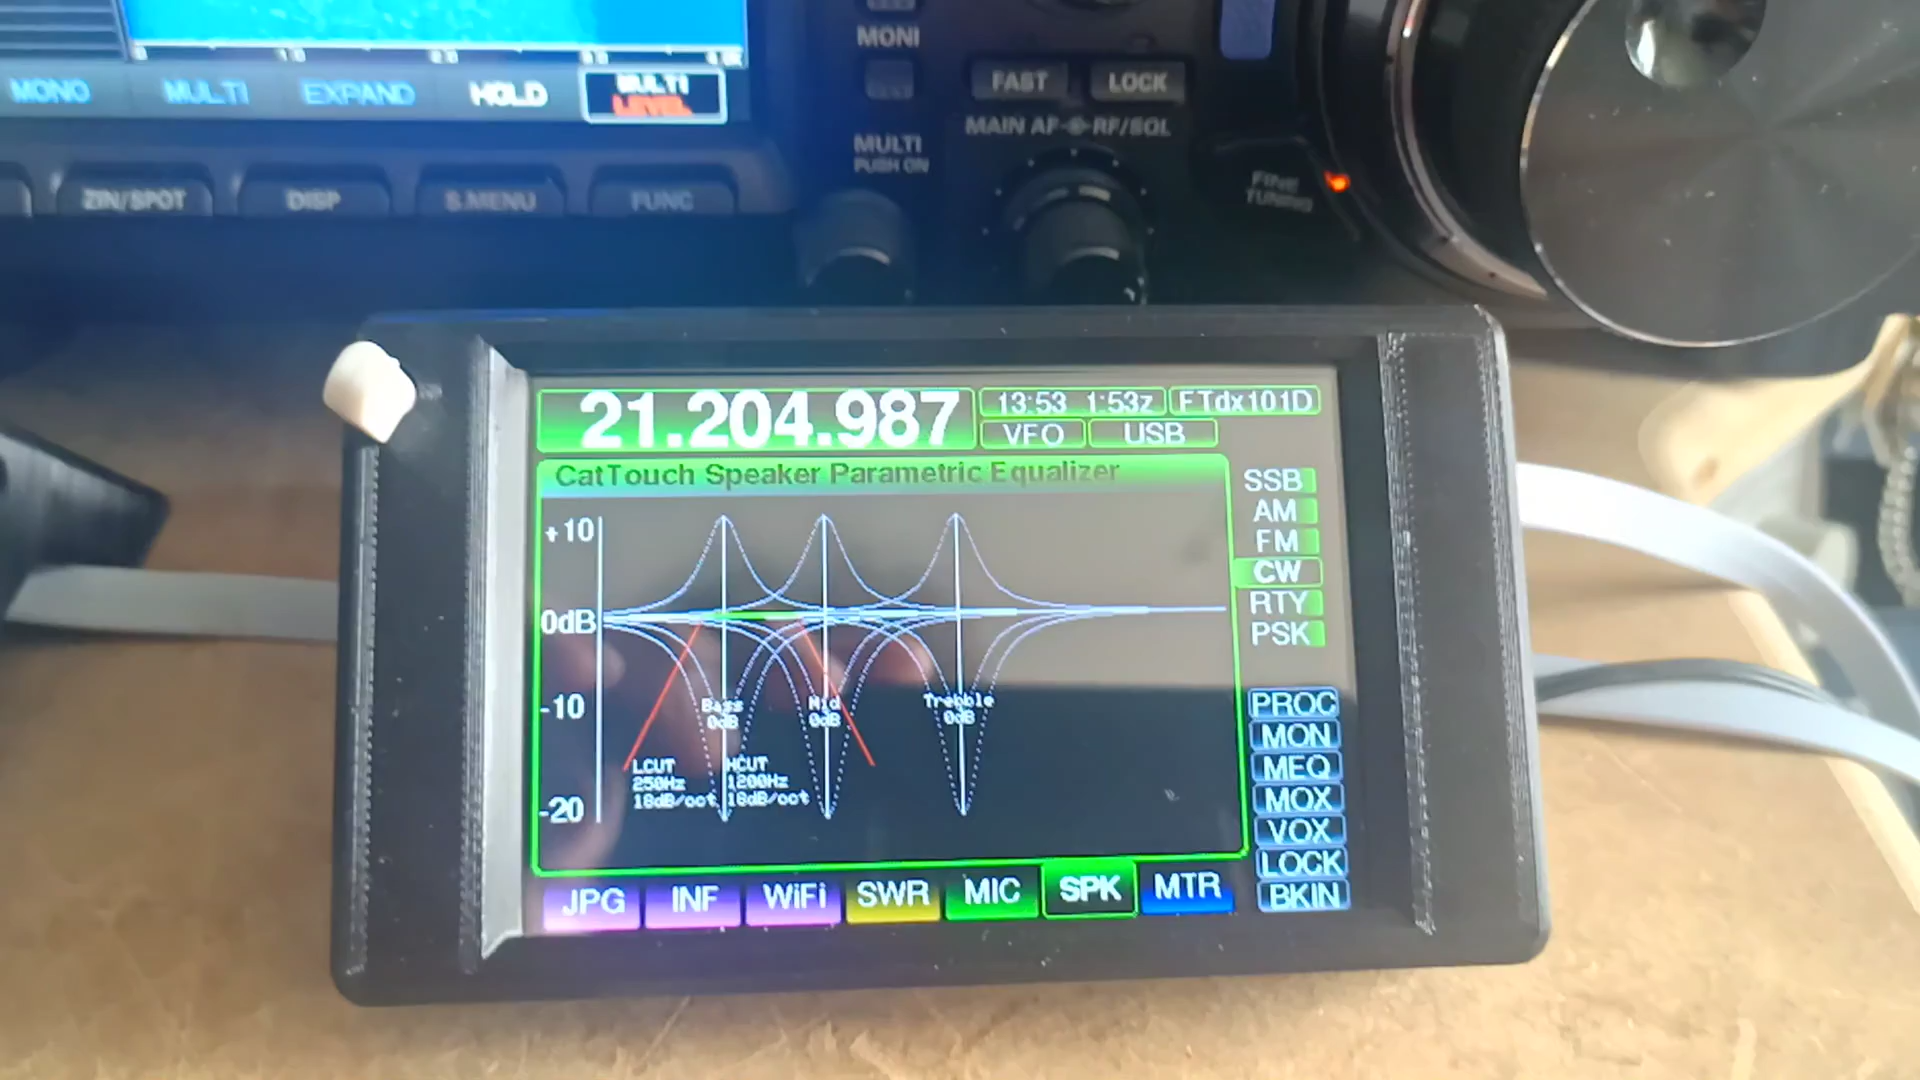 MONO MULTI EXPAND HOLD MULTI
LEVEL
ZIN/SPOT DISP S.MENU FUNC
MONI
MULTI
PUSH ON
FAST LOCK
MAIN AF RF/SQL
FINE
TUNING
21.204.987
13:53 1:53z FTdx101D
VFO USB
CatTouch Speaker Parametric Equalizer
+10
0dB
-10
-20
Bass
0dB
Mid
0dB
Trebble
0dB
LCUT
250Hz
18dB/oct
HCUT
1200Hz
18dB/oct
SSB
AM
FM
CW
RTY
PSK
PROC
MON
MEQ
MOX
VOX
LOCK
BKIN
JPG INF WiFi SWR MIC SPK MTR